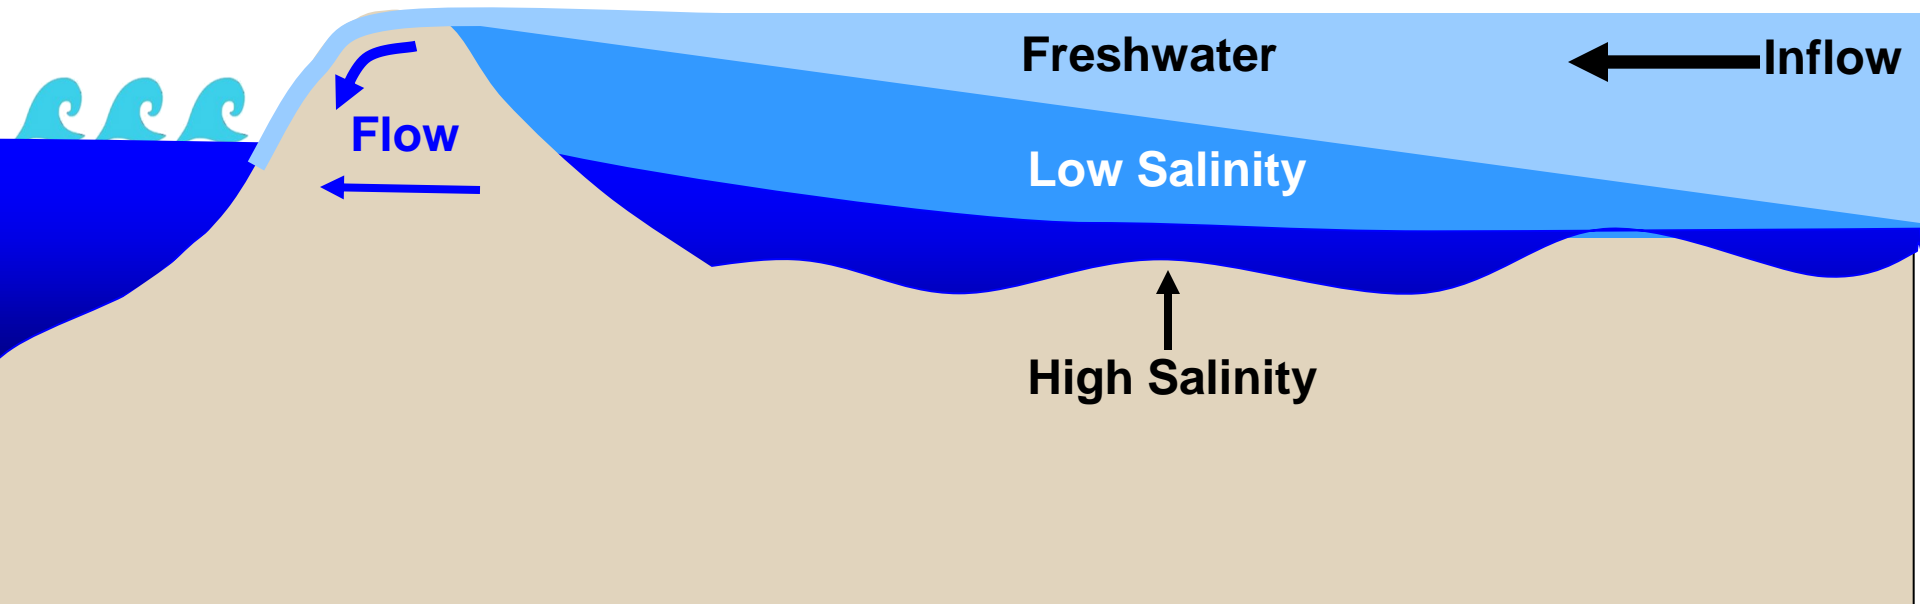 Freshwater
Inflow
Flow
Low Salinity
High Salinity